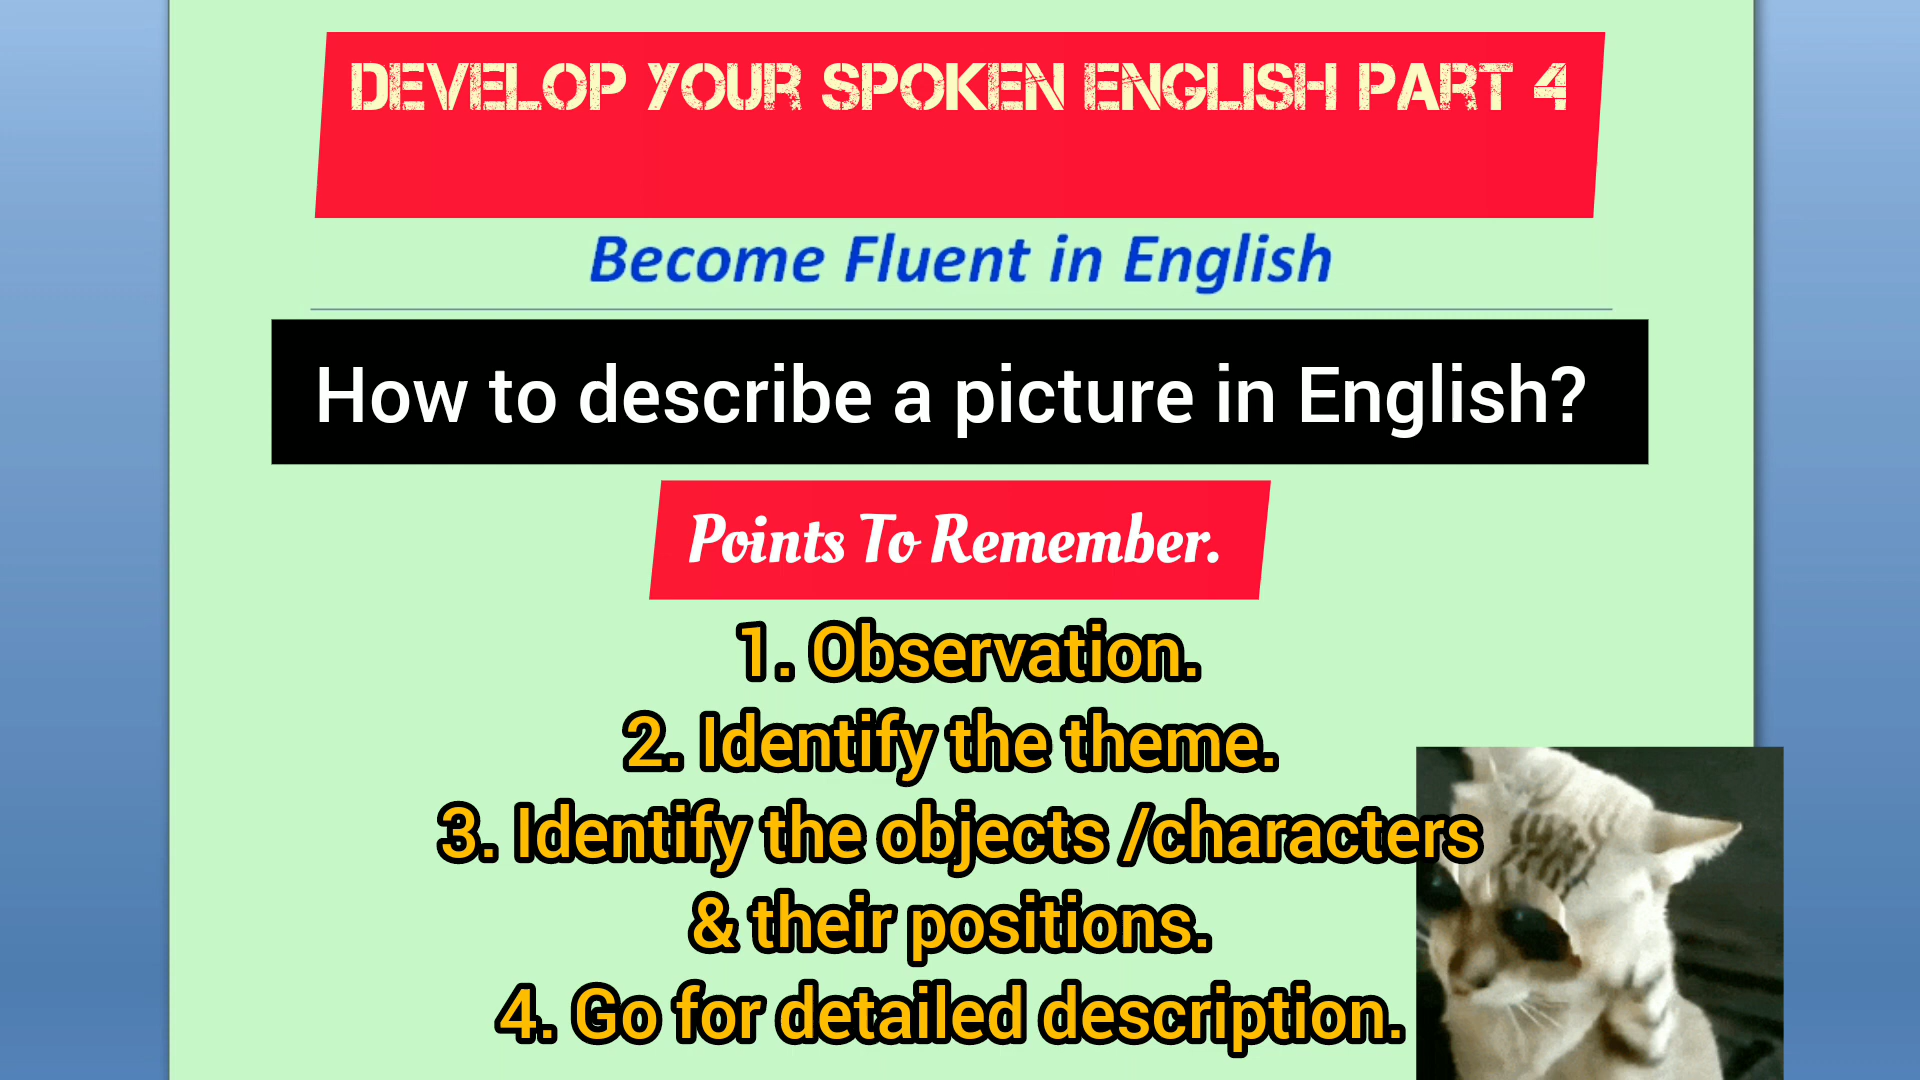 DEVELOP YOUR SPOKEN ENGLISH PART 4
Become Fluent in English
How to describe a picture in English?
Points To Remember.
1. Observation.
2. Identify the theme.
3. Identify the objects /characters
& their positions.
4. Go for detailed description.